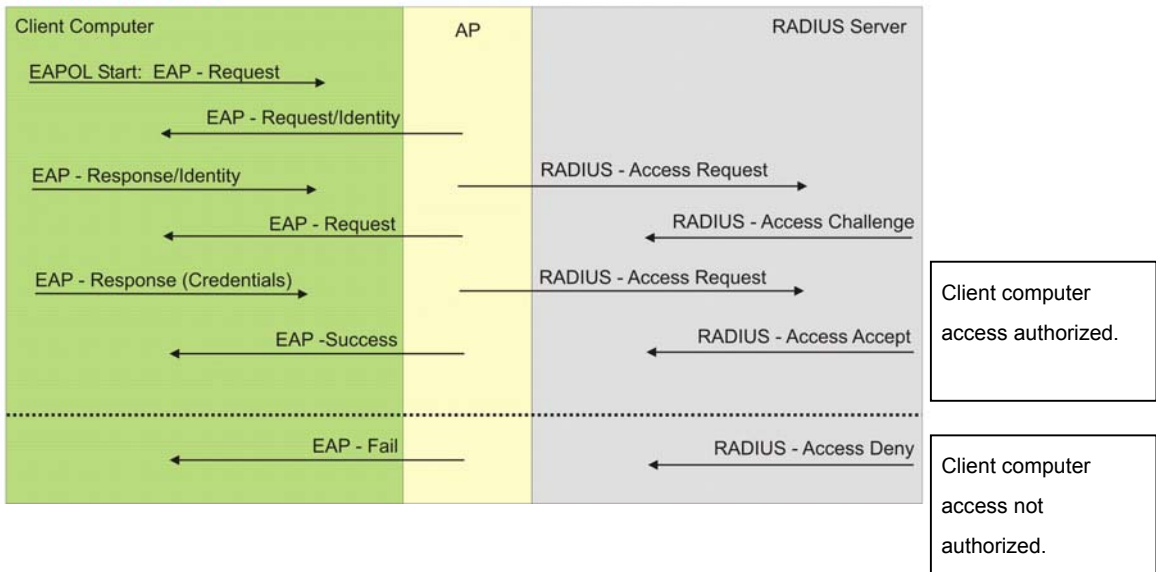 Client Computer
AP
RADIUS Server
EAPOL Start: EAP - Request
EAP - Request/Identity
EAP - Response/Identity
RADIUS - Access Request
EAP - Request
RADIUS - Access Challenge
EAP - Response (Credentials)
RADIUS - Access Request
EAP -Success
RADIUS - Access Accept
Client computer
access authorized.
EAP - Fail
RADIUS - Access Deny
Client computer
access not
authorized.